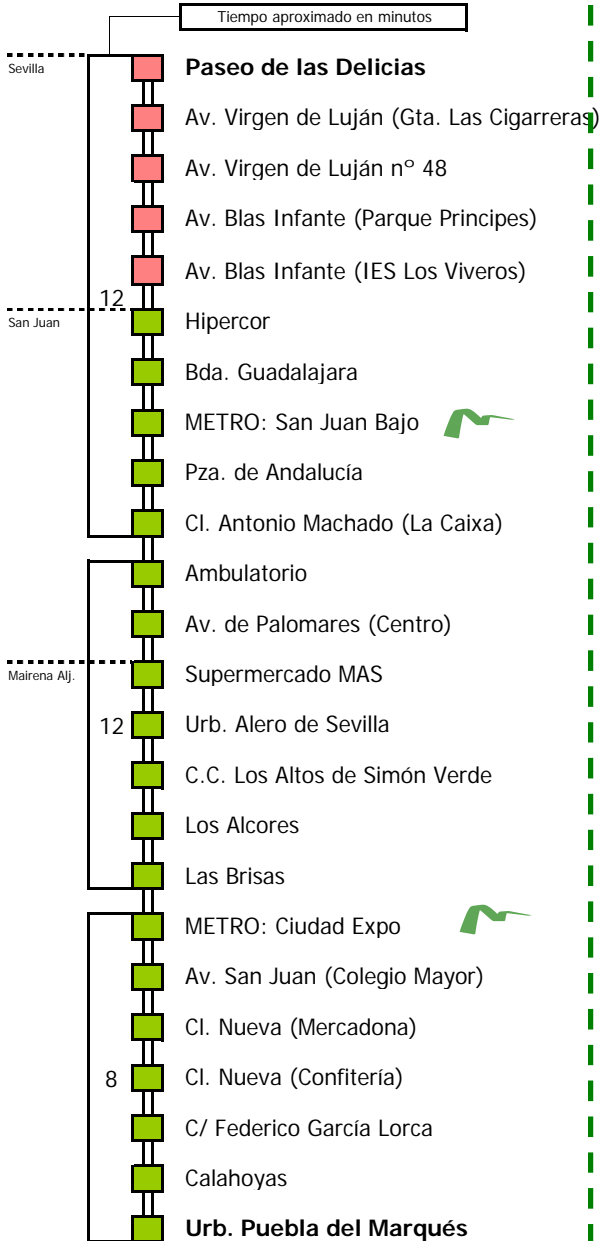 Tiempo aproximado en minutos
Sevilla
Paseo de las Delicias
Av. Virgen de Luján (Gta. Las Cigarreras)
Av. Virgen de Luján nº 48
Av. Blas Infante (Parque Principes)
Av. Blas Infante (IES Los Viveros)
12
San Juan
Hipercor
Bda. Guadalajara
METRO: San Juan Bajo
Pza. de Andalucía
Cl. Antonio Machado (La Caixa)
Ambulatorio
Av. de Palomares (Centro)
Mairena Alj.
Supermercado MAS
12
Urb. Alero de Sevilla
C.C. Los Altos de Simón Verde
Los Alcores
Las Brisas
METRO: Ciudad Expo
Av. San Juan (Colegio Mayor)
Cl. Nueva (Mercadona)
8
Cl. Nueva (Confitería)
C/ Federico García Lorca
Calahoyas
Urb. Puebla del Marqués